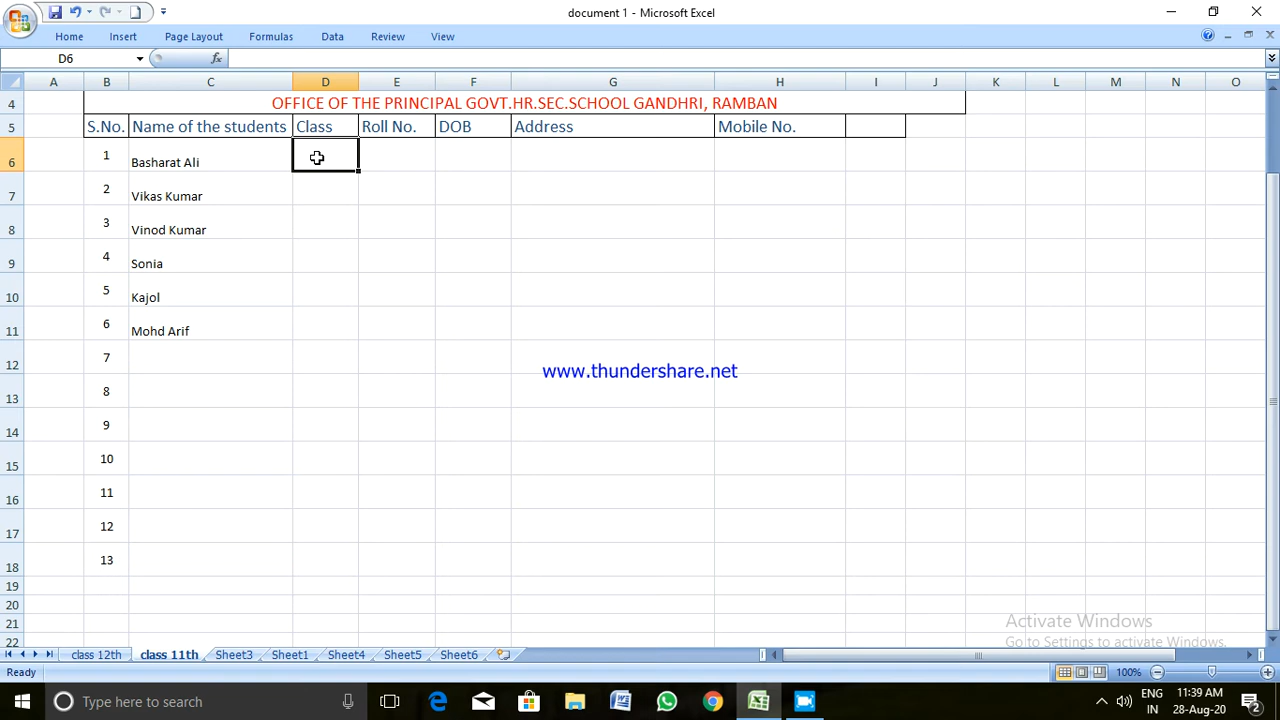 document 1 - Microsoft Excel
Home Insert Page Layout Formulas Data Review View
D6 fx
A B C D E F G H I J K L M N O
4 OFFICE OF THE PRINCIPAL GOVT.HR.SEC.SCHOOL GANDHRI, RAMBAN
5 S.No. Name of the students Class Roll No. DOB Address Mobile No.
6 1 Basharat Ali
7 2 Vikas Kumar
8 3 Vinod Kumar
9 4 Sonia
10 5 Kajol
11 6 Mohd Arif
12 7
www.thundershare.net
13 8
14 9
15 10
16 11
17 12
18 13
19
20
21
Activate Windows
22
Go to Settings to activate Windows.
class 12th class 11th Sheet3 Sheet1 Sheet4 Sheet5 Sheet6
Ready 100%
Type here to search
ENG 11:39 AM
IN 28-Aug-20 2